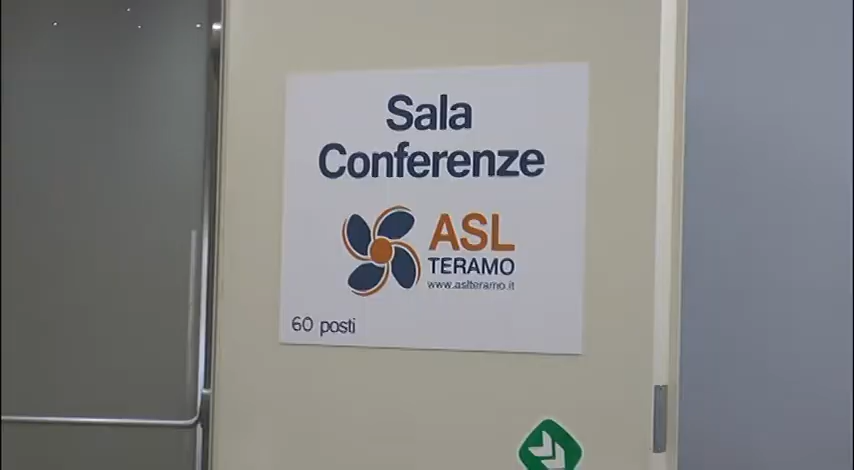 Sala
Conferenze
ASL
TERAMO
www.aslteramo.it
60 posti